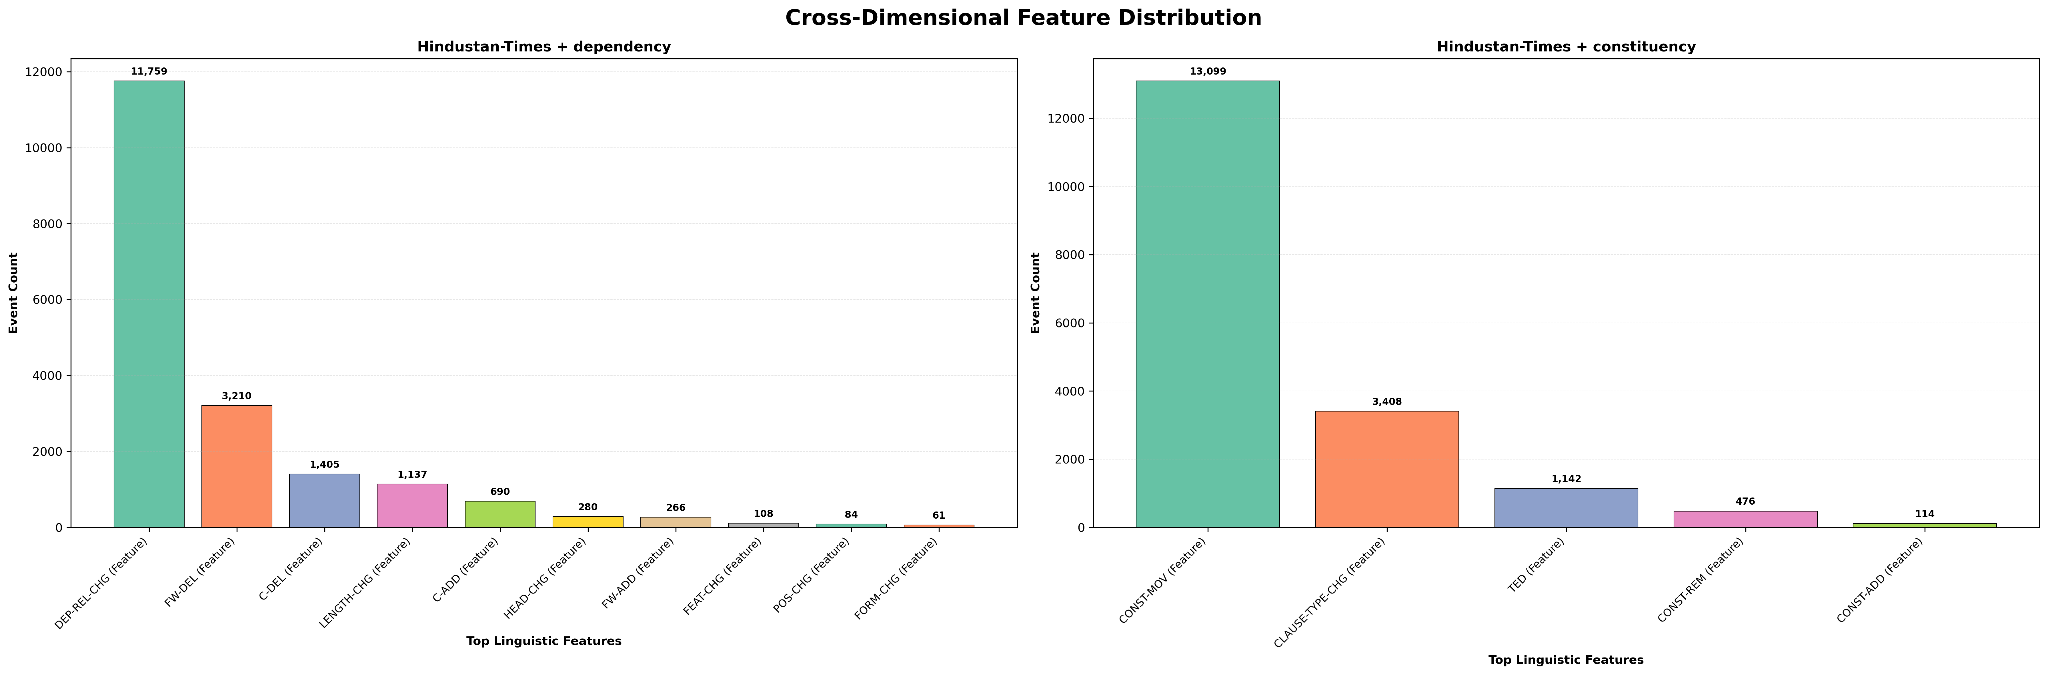 Cross-Dimensional Feature Distribution
Hindustan-Times + dependency
Event Count
12000
10000
8000
6000
4000
2000
0
11,759
3,210
1,405
1,137
690
280
266
108
84
61
DEP-REL-CHG (Feature)
FW-DEL (Feature)
C-DEL (Feature)
LENGTH-CHG (Feature)
C-ADD (Feature)
HEAD-CHG (Feature)
FW-ADD (Feature)
FEAT-CHG (Feature)
POS-CHG (Feature)
FORM-CHG (Feature)
Top Linguistic Features
Hindustan-Times + constituency
Event Count
12000
10000
8000
6000
4000
2000
0
13,099
3,408
1,142
476
114
CONST-MOV (Feature)
CLAUSE-TYPE-CHG (Feature)
TED (Feature)
CONST-REM (Feature)
CONST-ADD (Feature)
Top Linguistic Features